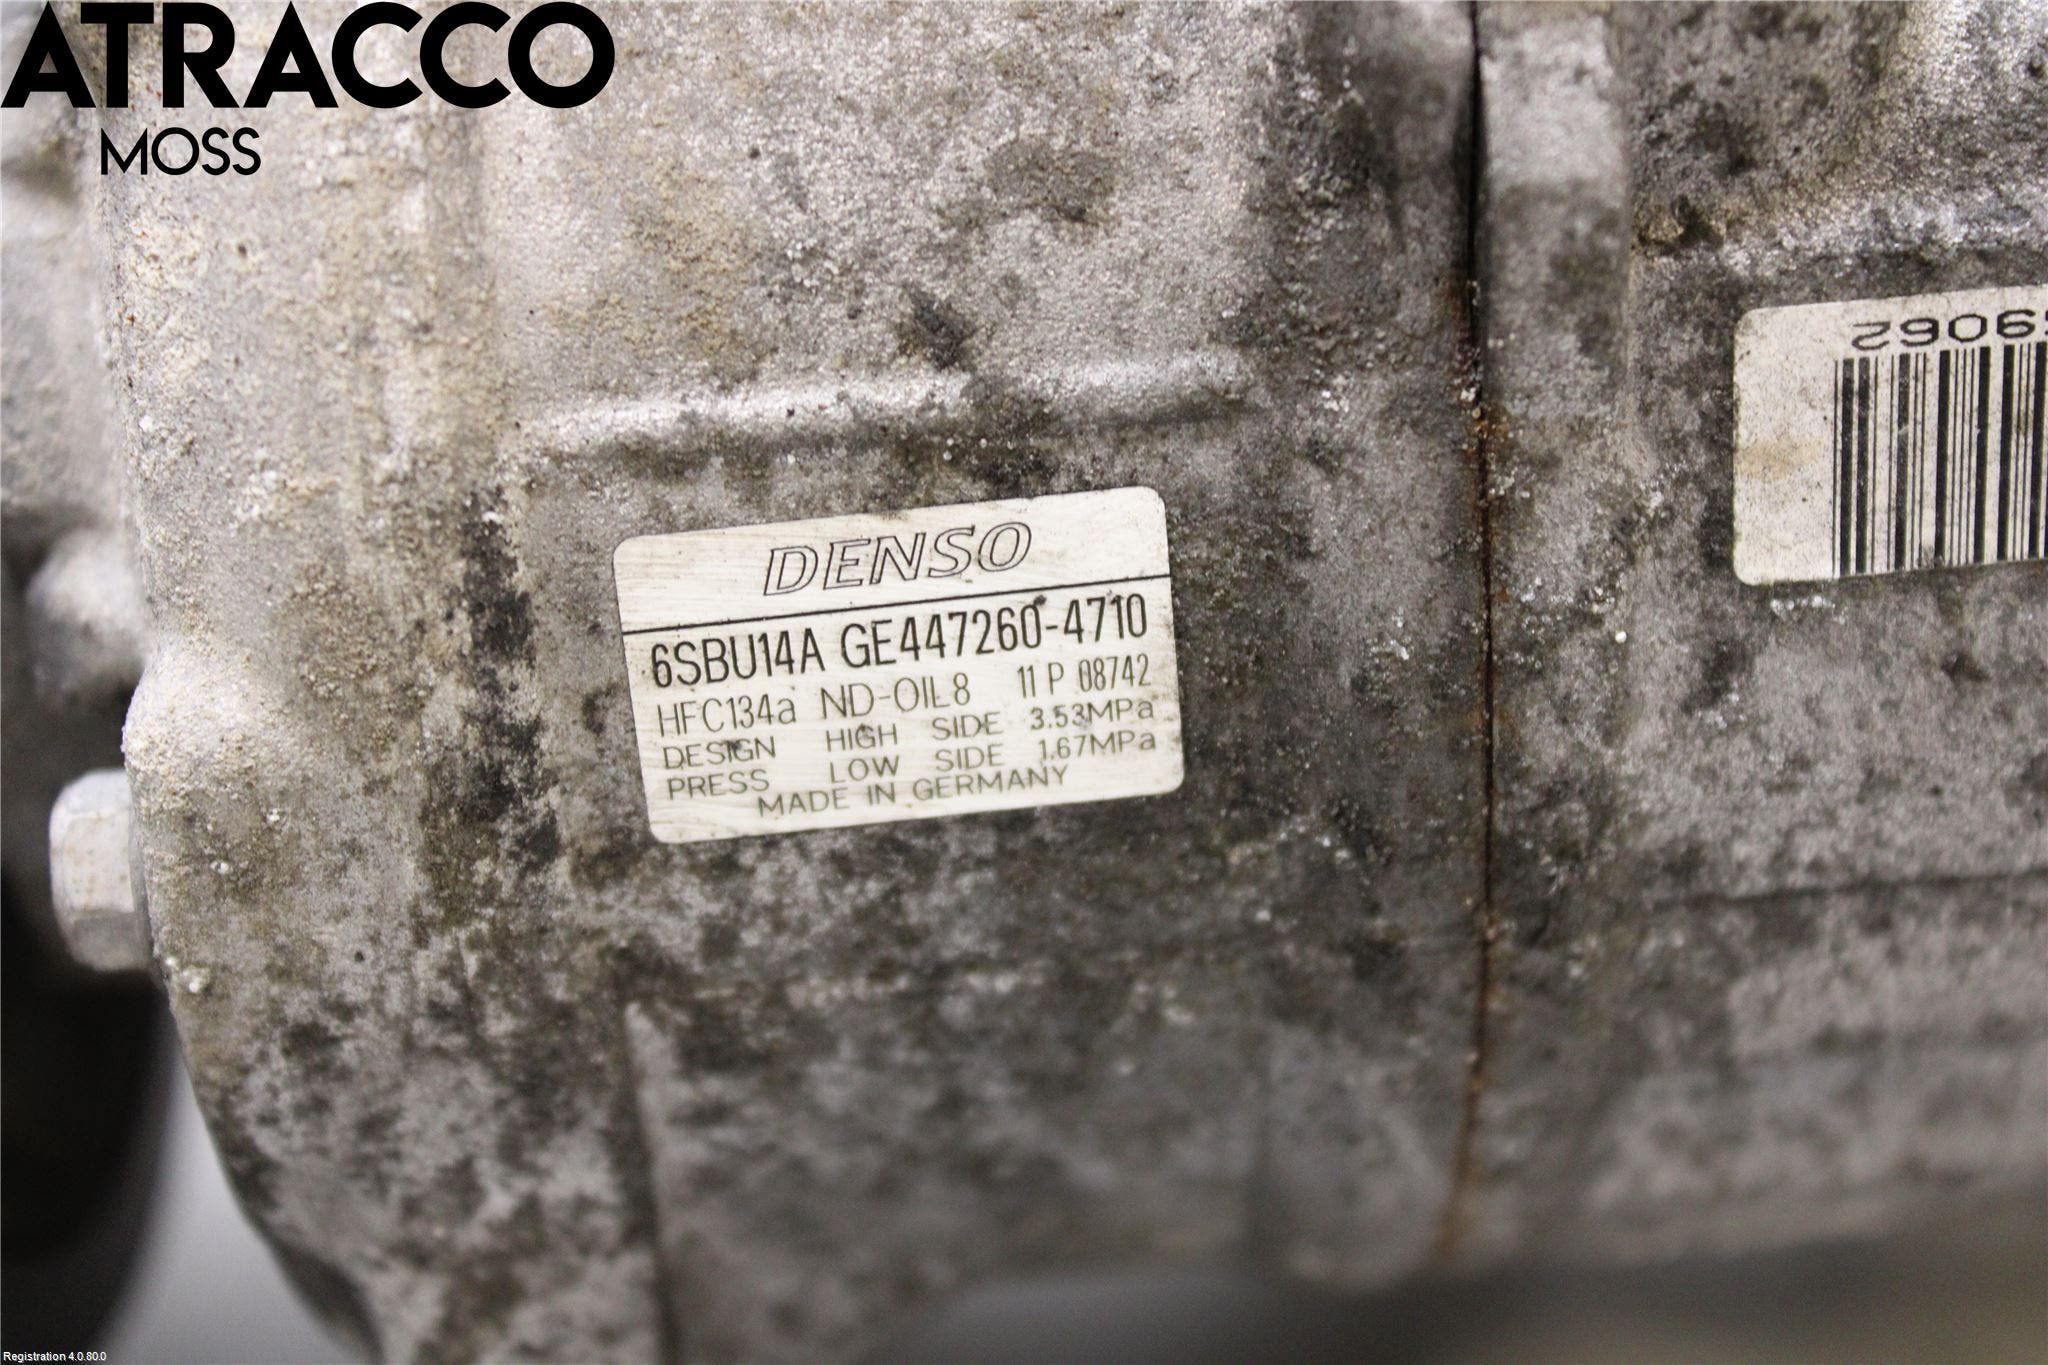 ATRACCO
MOSS
9062
DENSO
6SBU14A GE447260-4710
HFC134a ND-OIL8 11 P 08742
DESIGN HIGH SIDE 3.53MPa
PRESS LOW SIDE 1.67MPa
MADE IN GERMANY
Registration 4.0.80.0